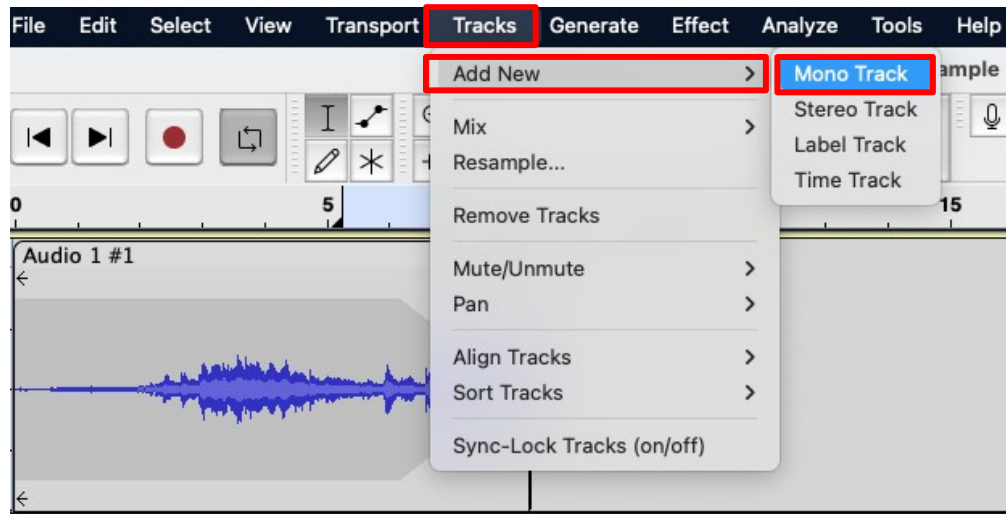 File Edit Select View Transport Tracks Generate Effect Analyze Tools Help
Add New
Mono Track
ample
Stereo Track
Mix
Label Track
Resample...
Time Track
0 5 15
Remove Tracks
Audio 1 #1
Mute/Unmute
Pan
Align Tracks
Sort Tracks
Sync-Lock Tracks (on/off)